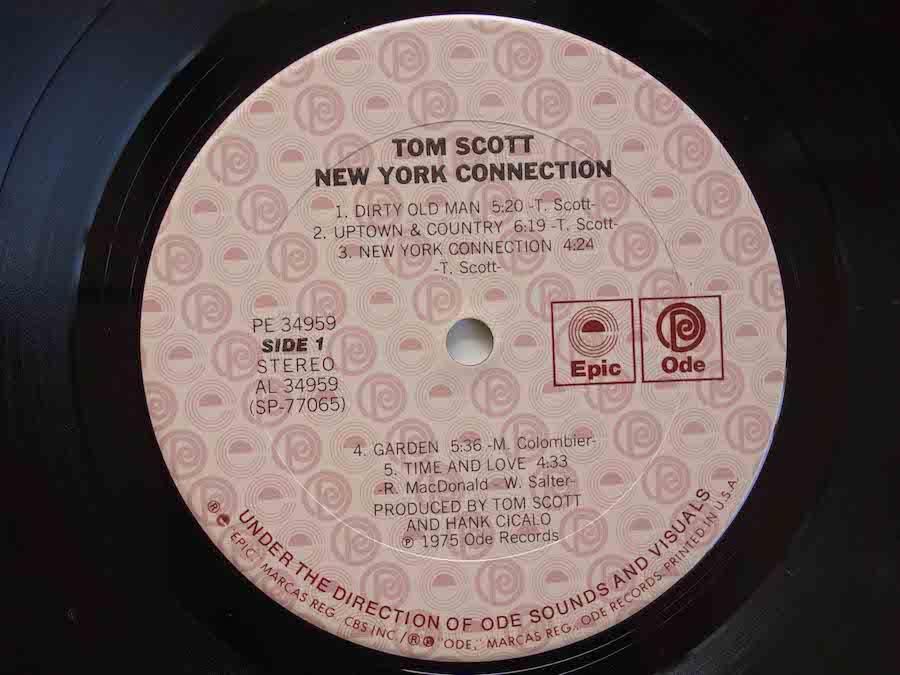 TOM SCOTT
NEW YORK CONNECTION
1. DIRTY OLD MAN 5:20 -T. Scott-
2. UPTOWN & COUNTRY 6:19 -T. Scott-
3. NEW YORK CONNECTION 4:24
-T. Scott-
PE 34959
SIDE 1
STEREO
AL 34959
(SP-77065)
Epic
Ode
4. GARDEN 5:36 -M. Colombier-
5. TIME AND LOVE 4:33
-R. MacDonald - W. Salter-
PRODUCED BY TOM SCOTT
AND HANK CICALO
℗ 1975 Ode Records
UNDER THE DIRECTION OF ODE SOUNDS AND VISUALS
"EPIC," MARCAS REG. CBS INC./®® "ODE," MARCAS REG., ODE RECORDS. PRINTED IN U.S.A.